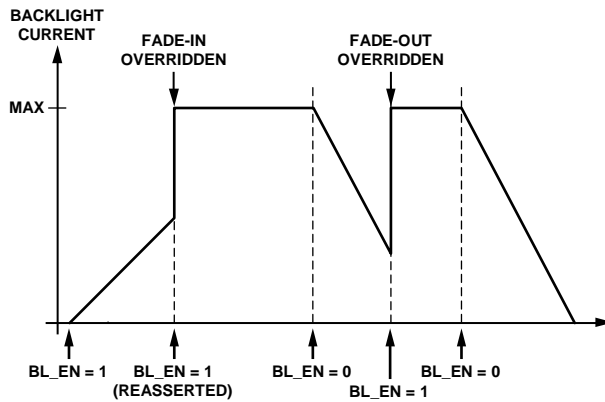 BACKLIGHT
CURRENT
FADE-IN
OVERRIDDEN
FADE-OUT
OVERRIDDEN
MAX
BL_EN = 1
BL_EN = 1
(REASSERTED)
BL_EN = 0
BL_EN = 1
BL_EN = 0